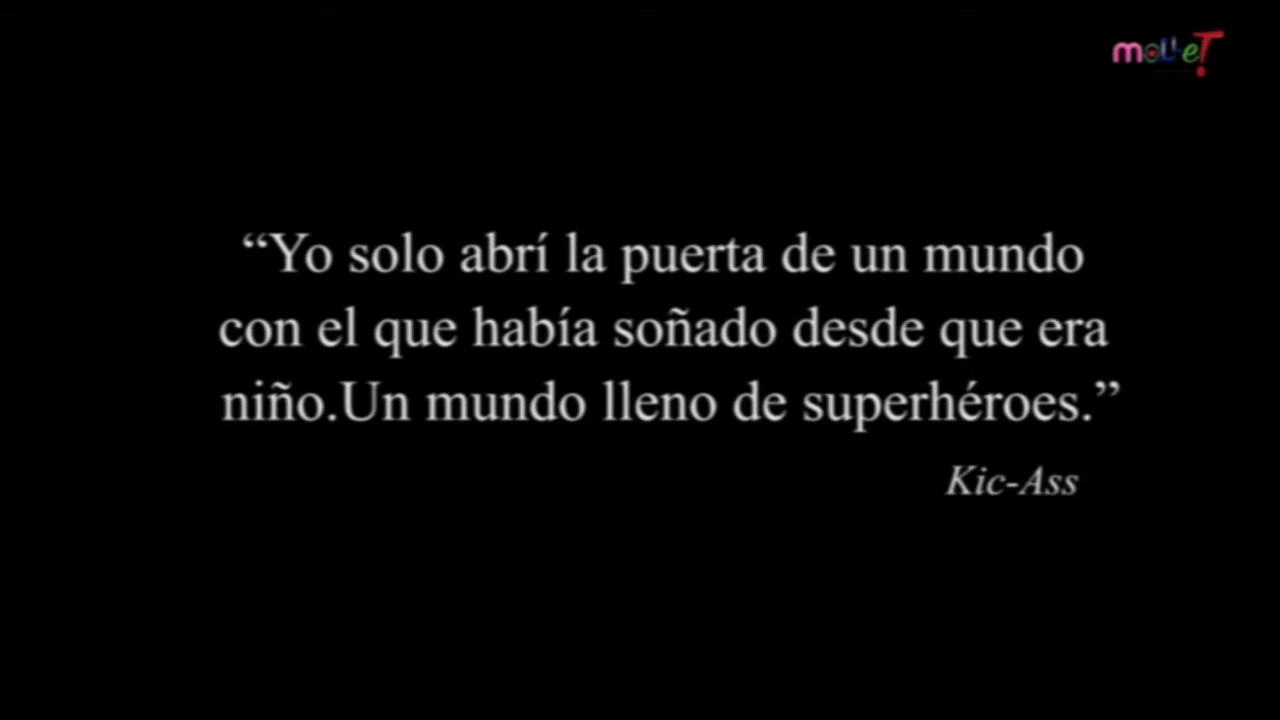 molleT
“Yo solo abrí la puerta de un mundo
con el que había soñado desde que era
niño.Un mundo lleno de superhéroes.”
Kic-Ass